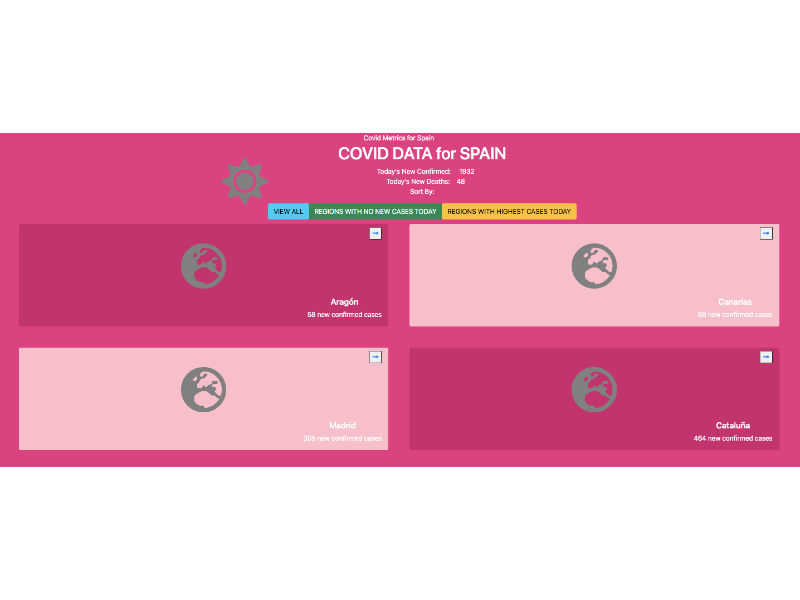 Covid Metrics for Spain
COVID DATA for SPAIN
Today's New Confirmed: 1932
Today's New Deaths: 48
Sort By:
VIEW ALL REGIONS WITH NO NEW CASES TODAY REGIONS WITH HIGHEST CASES TODAY
→
Aragón
58 new confirmed cases
→
Canarias
69 new confirmed cases
→
Madrid
new confirmed cases
→
Cataluña
464 new confirmed cases